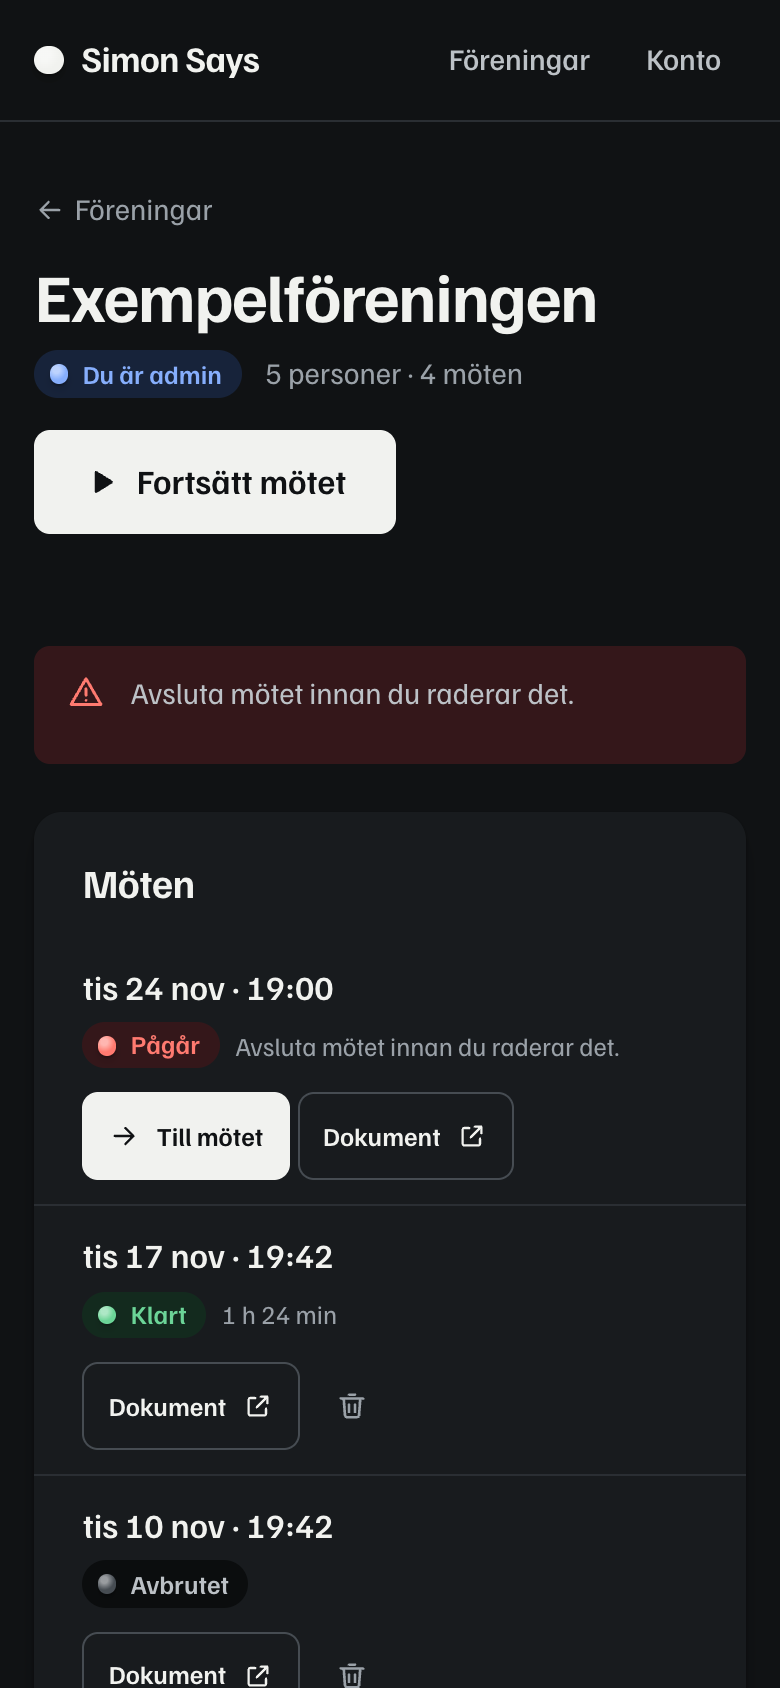 Simon Says
Föreningar
Konto
← Föreningar
Exempelföreningen
Du är admin
5 personer · 4 möten
Fortsätt mötet
Avsluta mötet innan du raderar det.
Möten
tis 24 nov · 19:00
Pågår
Avsluta mötet innan du raderar det.
→ Till mötet
Dokument
tis 17 nov · 19:42
Klart
1 h 24 min
Dokument
tis 10 nov · 19:42
Avbrutet
Dokument